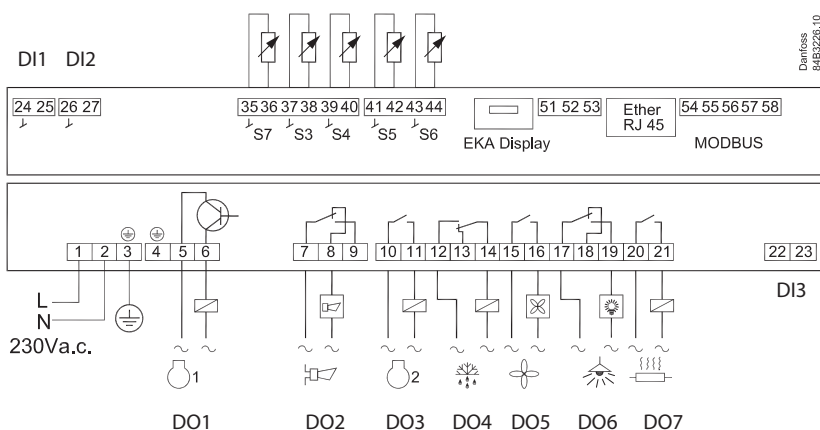 Danfoss
84B3226.10
DI1 DI2
24 25 26 27 35 36 37 38 39 40 41 42 43 44 51 52 53 Ether RJ 45 54 55 56 57 58
S7 S3 S4 S5 S6 EKA Display MODBUS
1 2 3 4 5 6 7 8 9 10 11 12 13 14 15 16 17 18 19 20 21 22 23
DI3
L
N
230Va.c.
1 2
DO1 DO2 DO3 DO4 DO5 DO6 DO7